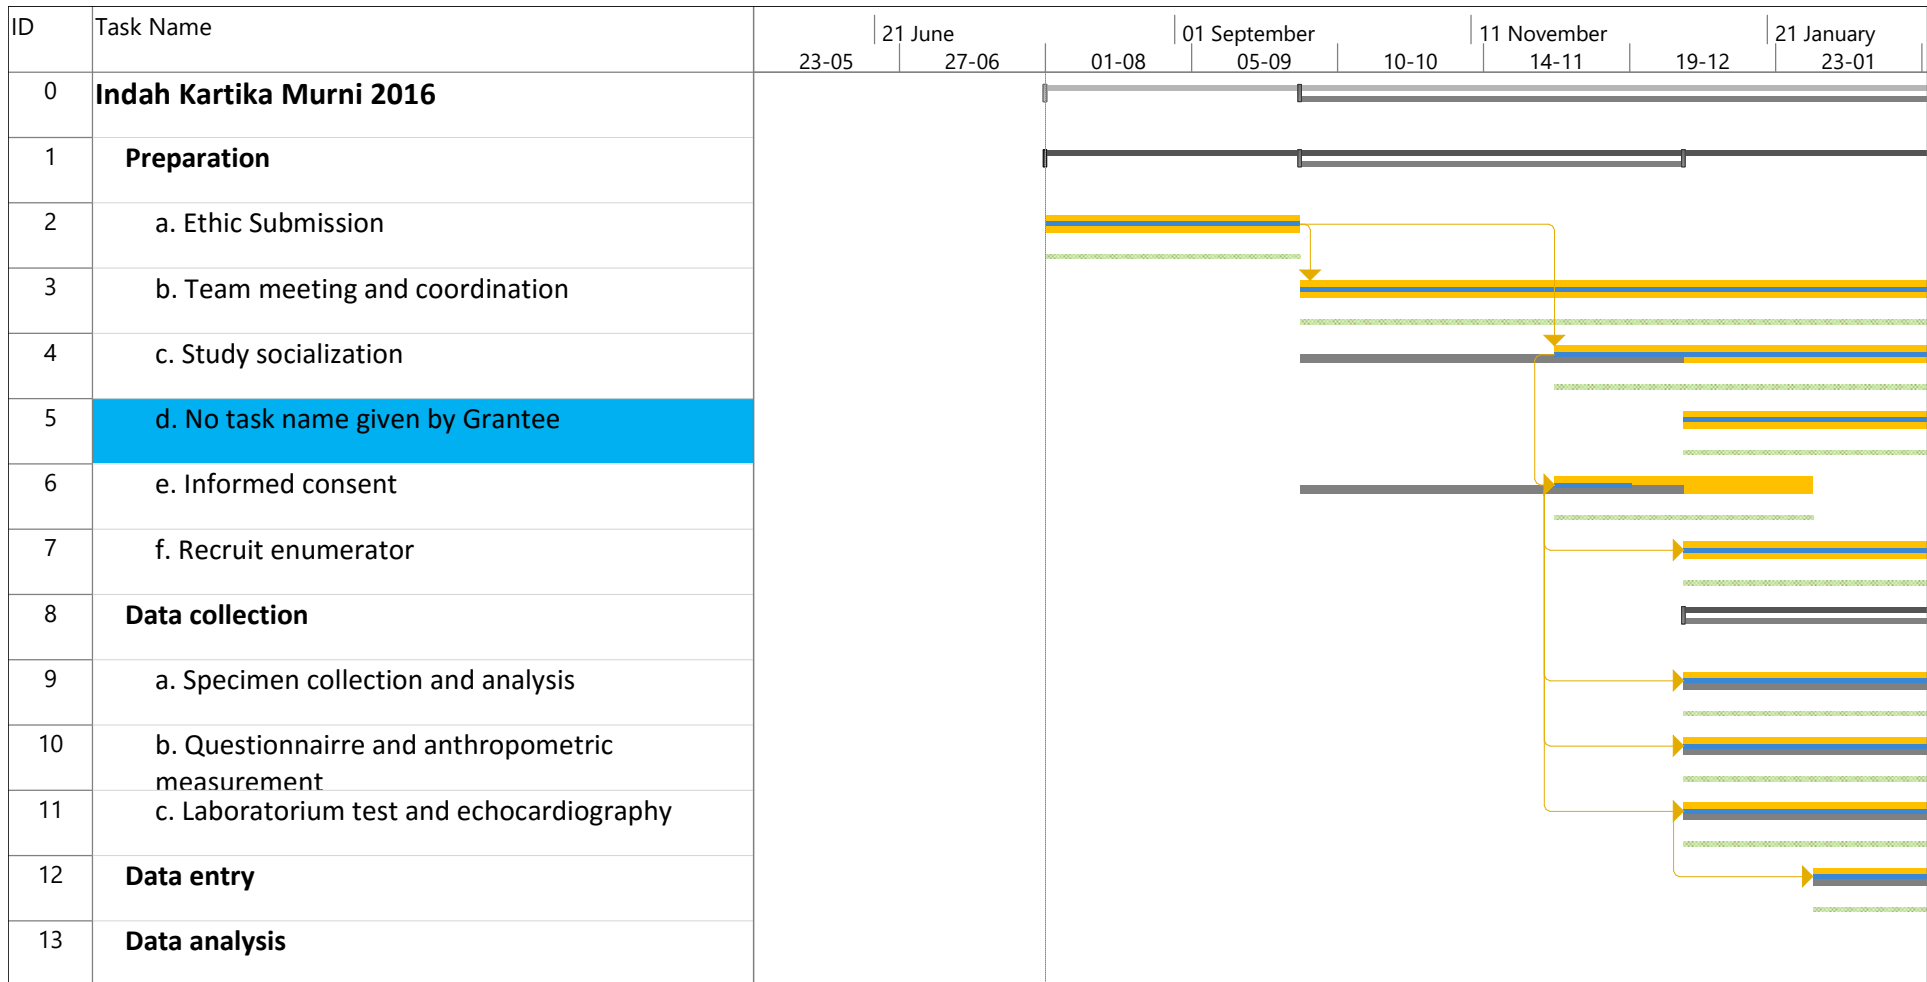 ID Task Name 21 June 01 September 11 November 21 January
23-05 27-06 01-08 05-09 10-10 14-11 19-12 23-01
0 Indah Kartika Murni 2016
1 Preparation
2 a. Ethic Submission
3 b. Team meeting and coordination
4 c. Study socialization
5 d. No task name given by Grantee
6 e. Informed consent
7 f. Recruit enumerator
8 Data collection
9 a. Specimen collection and analysis
10 b. Questionnairre and anthropometric
measurement
11 c. Laboratorium test and echocardiography
12 Data entry
13 Data analysis